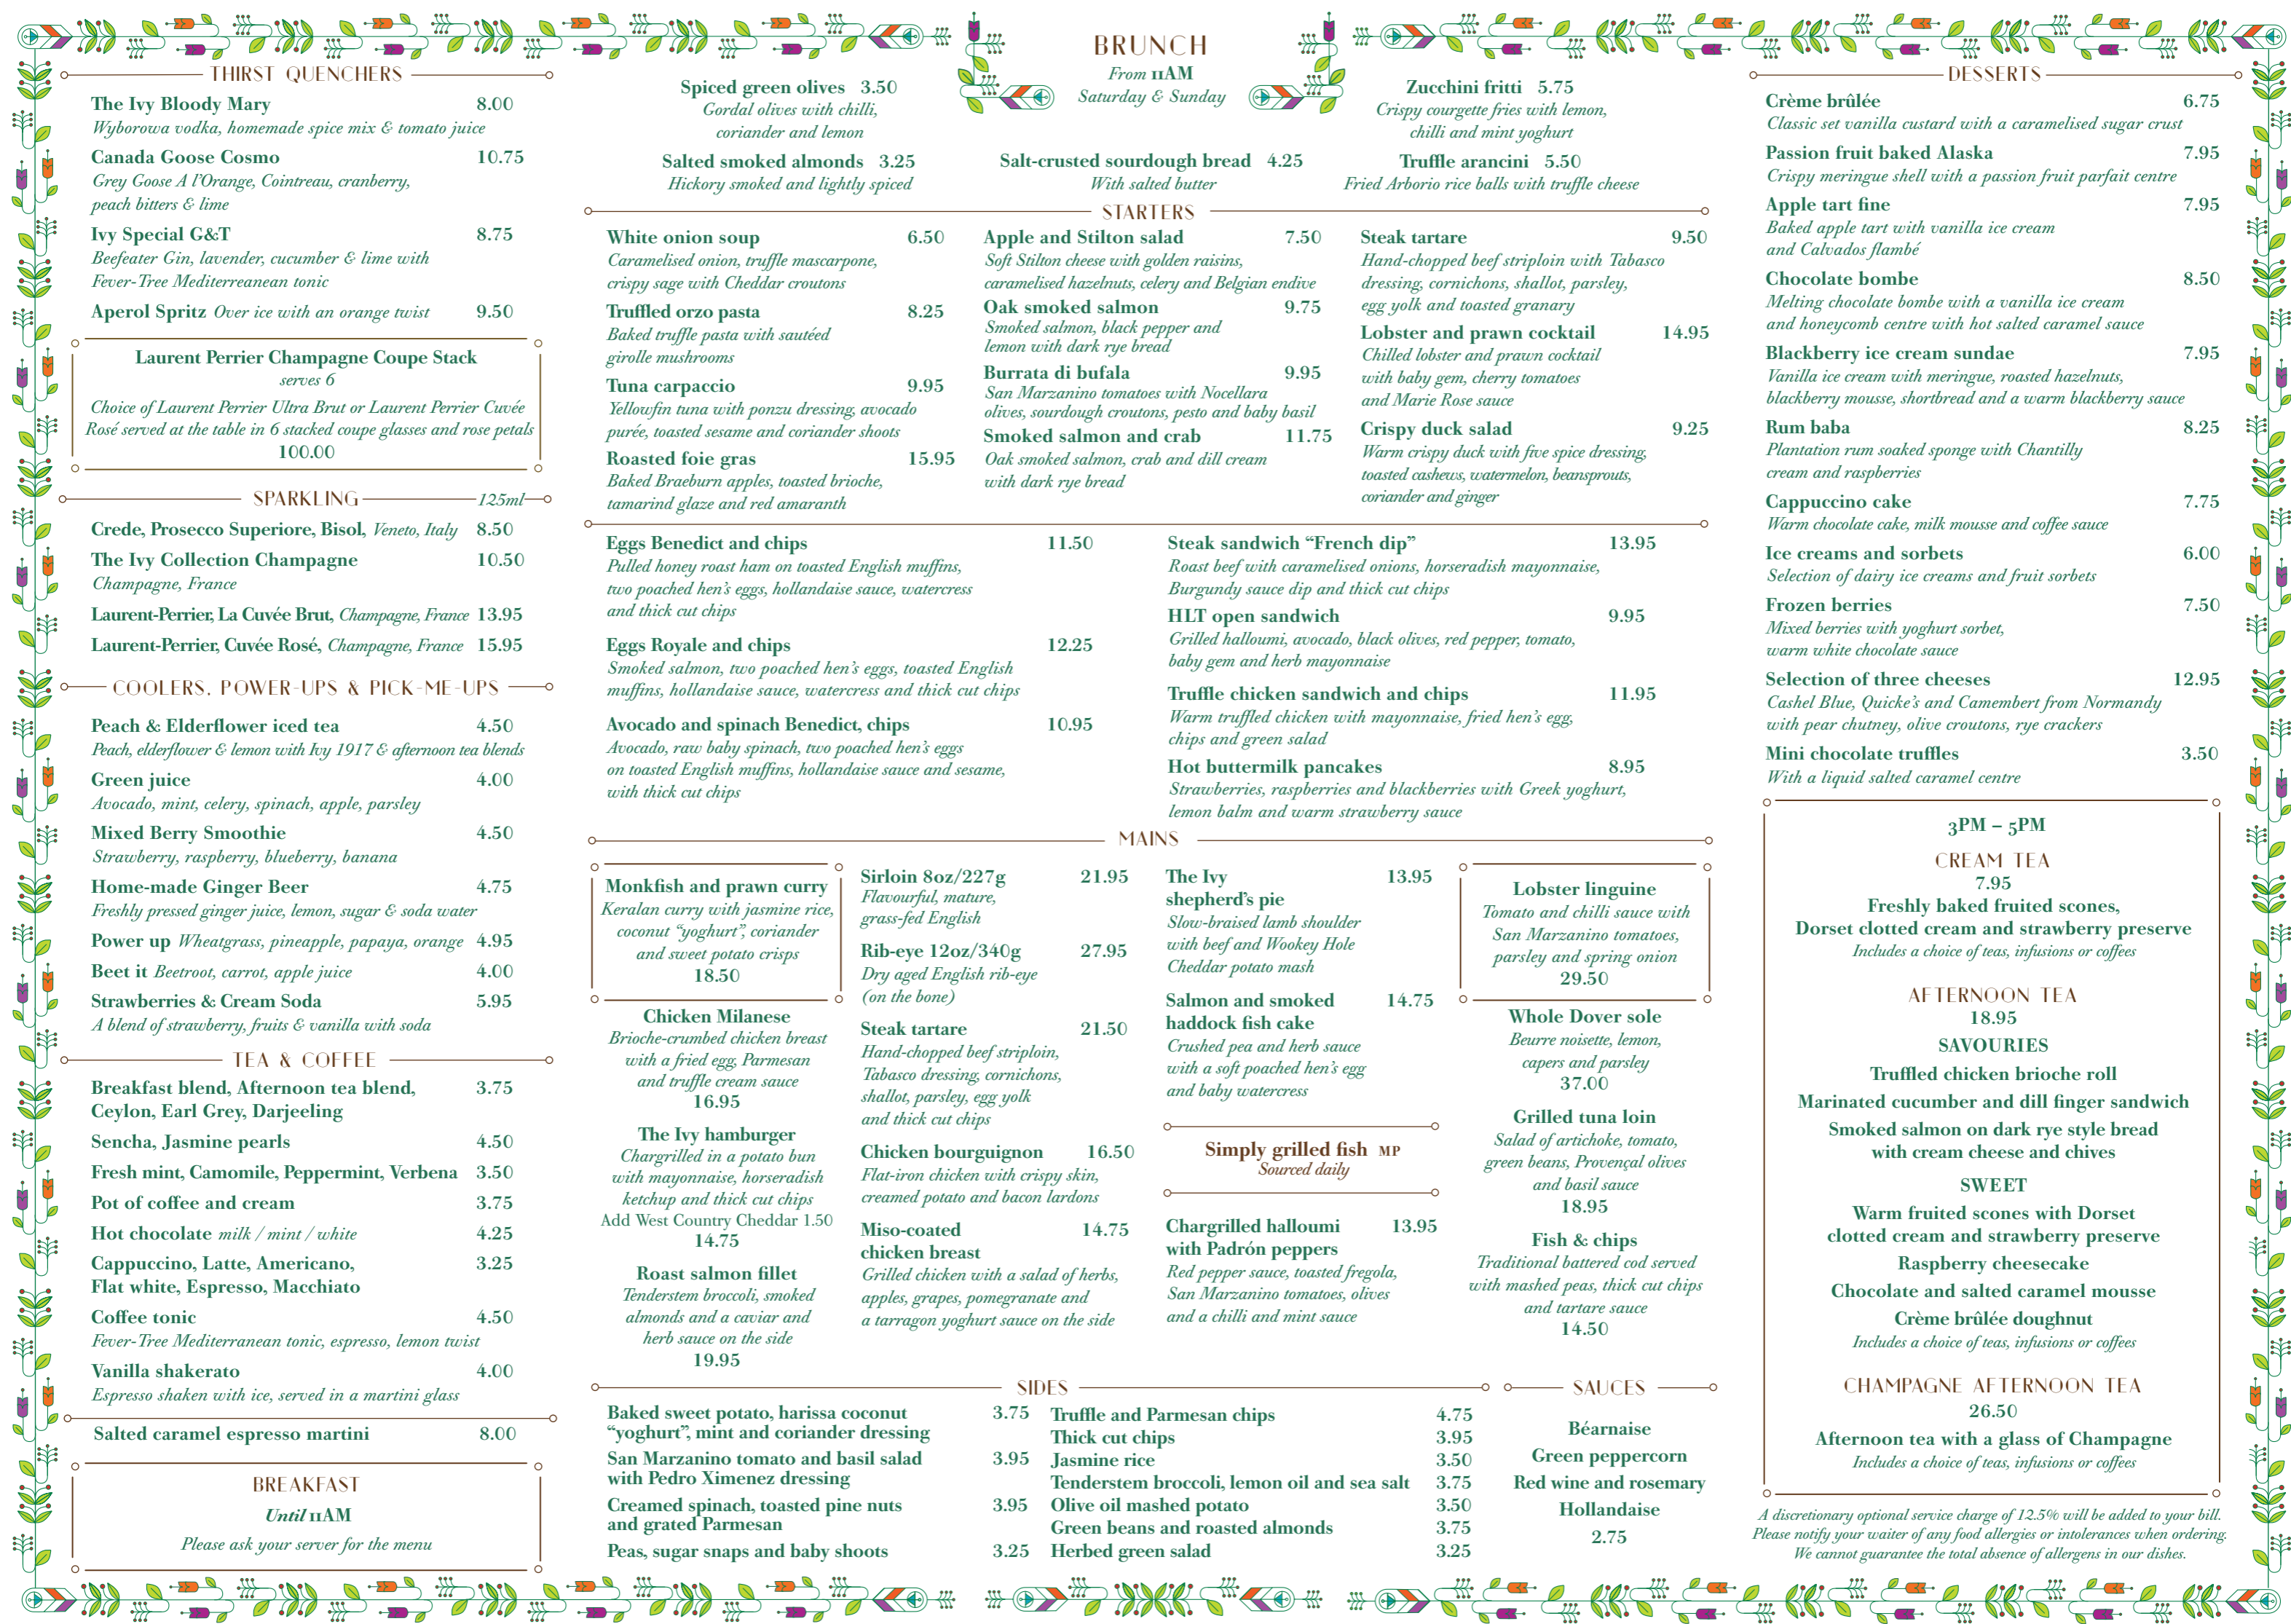 THIRST QUENCHERS
The Ivy Bloody Mary 8.00
Wyborowa vodka, homemade spice mix & tomato juice
Canada Goose Cosmo 10.75
Grey Goose A l'Orange, Cointreau, cranberry,
peach bitters & lime
Ivy Special G&T 8.75
Beefeater Gin, lavender, cucumber & lime with
Fever-Tree Mediterranean tonic
Aperol Spritz Over ice with an orange twist 9.50
Laurent Perrier Champagne Coupe Stack
serves 6
Choice of Laurent Perrier Ultra Brut or Laurent Perrier Cuvée
Rosé served at the table in 6 stacked coupe glasses and rose petals
100.00
SPARKLING 125ml
Crede, Prosecco Superiore, Bisol, Veneto, Italy 8.50
The Ivy Collection Champagne 10.50
Champagne, France
Laurent-Perrier, La Cuvée Brut, Champagne, France 13.95
Laurent-Perrier, Cuvée Rosé, Champagne, France 15.95
COOLERS, POWER-UPS & PICK-ME-UPS
Peach & Elderflower iced tea 4.50
Peach, elderflower & lemon with Ivy 1917 & afternoon tea blends
Green juice 4.00
Avocado, mint, celery, spinach, apple, parsley
Mixed Berry Smoothie 4.50
Strawberry, raspberry, blueberry, banana
Home-made Ginger Beer 4.75
Freshly pressed ginger juice, lemon, sugar & soda water
Power up Wheatgrass, pineapple, papaya, orange 4.95
Beet it Beetroot, carrot, apple juice 4.00
Strawberries & Cream Soda 5.95
A blend of strawberry, fruits & vanilla with soda
TEA & COFFEE
Breakfast blend, Afternoon tea blend, 3.75
Ceylon, Earl Grey, Darjeeling
Sencha, Jasmine pearls 4.50
Fresh mint, Camomile, Peppermint, Verbena 3.50
Pot of coffee and cream 3.75
Hot chocolate milk / mint / white 4.25
Cappuccino, Latte, Americano, 3.25
Flat white, Espresso, Macchiato
Coffee tonic 4.50
Fever-Tree Mediterranean tonic, espresso, lemon twist
Vanilla shakerato 4.00
Espresso shaken with ice, served in a martini glass
Salted caramel espresso martini 8.00
BREAKFAST
Until 11AM
Please ask your server for the menu
BRUNCH
From 11AM
Saturday & Sunday
Spiced green olives 3.50
Gordal olives with chilli,
coriander and lemon
Salted smoked almonds 3.25
Hickory smoked and lightly spiced
Salt-crusted sourdough bread 4.25
With salted butter
Zucchini fritti 5.75
Crispy courgette fries with lemon,
chilli and mint yoghurt
Truffle arancini 5.50
Fried Arborio rice balls with truffle cheese
STARTERS
White onion soup 6.50
Caramelised onion, truffle mascarpone,
crispy sage with Cheddar croutons
Truffled orzo pasta 8.25
Baked truffle pasta with sautéed
girolle mushrooms
Tuna carpaccio 9.95
Yellowfin tuna with ponzu dressing, avocado
purée, toasted sesame and coriander shoots
Roasted foie gras 15.95
Baked Braeburn apples, toasted brioche,
tamarind glaze and red amaranth
Apple and Stilton salad 7.50
Soft Stilton cheese with golden raisins,
caramelised hazelnuts, celery and Belgian endive
Oak smoked salmon 9.75
Smoked salmon, black pepper and
lemon with dark rye bread
Burrata di bufala 9.95
San Marzanino tomatoes with Nocellara
olives, sourdough croutons, pesto and baby basil
Smoked salmon and crab 11.75
Oak smoked salmon, crab and dill cream
with dark rye bread
Steak tartare 9.50
Hand-chopped beef striploin with Tabasco
dressing, cornichons, shallot, parsley,
egg yolk and toasted granary
Lobster and prawn cocktail 14.95
Chilled lobster and prawn cocktail
with baby gem, cherry tomatoes
and Marie Rose sauce
Crispy duck salad 9.25
Warm crispy duck with five spice dressing,
toasted cashews, watermelon, beansprouts,
coriander and ginger
Eggs Benedict and chips 11.50
Pulled honey roast ham on toasted English muffins,
two poached hen's eggs, hollandaise sauce, watercress
and thick cut chips
Eggs Royale and chips 12.25
Smoked salmon, two poached hen's eggs, toasted English
muffins, hollandaise sauce, watercress and thick cut chips
Avocado and spinach Benedict, chips 10.95
Avocado, raw baby spinach, two poached hen's eggs
on toasted English muffins, hollandaise sauce and sesame,
with thick cut chips
Steak sandwich "French dip" 13.95
Roast beef with caramelised onions, horseradish mayonnaise,
Burgundy sauce dip and thick cut chips
HLT open sandwich 9.95
Grilled halloumi, avocado, black olives, red pepper, tomato,
baby gem and herb mayonnaise
Truffle chicken sandwich and chips 11.95
Warm truffled chicken with mayonnaise, fried hen's egg,
chips and green salad
Hot buttermilk pancakes 8.95
Strawberries, raspberries and blackberries with Greek yoghurt,
lemon balm and warm strawberry sauce
MAINS
Monkfish and prawn curry
Keralan curry with jasmine rice,
coconut "yoghurt", coriander
and sweet potato crisps
18.50
Chicken Milanese
Brioche-crumbed chicken breast
with a fried egg, Parmesan
and truffle cream sauce
16.95
The Ivy hamburger
Chargrilled in a potato bun
with mayonnaise, horseradish
ketchup and thick cut chips
Add West Country Cheddar 1.50
14.75
Roast salmon fillet
Tenderstem broccoli, smoked
almonds and a caviar and
herb sauce on the side
19.95
Sirloin 8oz/227g 21.95
Flavourful, mature,
grass-fed English
Rib-eye 12oz/340g 27.95
Dry aged English rib-eye
(on the bone)
Steak tartare 21.50
Hand-chopped beef striploin,
Tabasco dressing, cornichons,
shallot, parsley, egg yolk
and thick cut chips
Chicken bourguignon 16.50
Flat-iron chicken with crispy skin,
creamed potato and bacon lardons
Miso-coated 14.75
chicken breast
Grilled chicken with a salad of herbs,
apples, grapes, pomegranate and
a tarragon yoghurt sauce on the side
The Ivy 13.95
shepherd's pie
Slow-braised lamb shoulder
with beef and Wookey Hole
Cheddar potato mash
Salmon and smoked 14.75
haddock fish cake
Crushed pea and herb sauce
with a soft poached hen's egg
and baby watercress
Simply grilled fish MP
Sourced daily
Chargrilled halloumi 13.95
with Padrón peppers
Red pepper sauce, toasted fregola,
San Marzanino tomatoes, olives
and a chilli and mint sauce
Lobster linguine
Tomato and chilli sauce with
San Marzanino tomatoes,
parsley and spring onion
29.50
Whole Dover sole
Beurre noisette, lemon,
capers and parsley
37.00
Grilled tuna loin
Salad of artichoke, tomato,
green beans, Provençal olives
and basil sauce
18.95
Fish & chips
Traditional battered cod served
with mashed peas, thick cut chips
and tartare sauce
14.50
SIDES
Baked sweet potato, harissa coconut 3.75
"yoghurt", mint and coriander dressing
San Marzanino tomato and basil salad 3.95
with Pedro Ximenez dressing
Creamed spinach, toasted pine nuts 3.95
and grated Parmesan
Peas, sugar snaps and baby shoots 3.25
Truffle and Parmesan chips 4.75
Thick cut chips 3.95
Jasmine rice 3.50
Tenderstem broccoli, lemon oil and sea salt 3.75
Olive oil mashed potato 3.50
Green beans and roasted almonds 3.75
Herbed green salad 3.25
SAUCES
Béarnaise
Green peppercorn
Red wine and rosemary
Hollandaise
2.75
DESSERTS
Crème brûlée 6.75
Classic set vanilla custard with a caramelised sugar crust
Passion fruit baked Alaska 7.95
Crispy meringue shell with a passion fruit parfait centre
Apple tart fine 7.95
Baked apple tart with vanilla ice cream
and Calvados flambé
Chocolate bombe 8.50
Melting chocolate bombe with a vanilla ice cream
and honeycomb centre with hot salted caramel sauce
Blackberry ice cream sundae 7.95
Vanilla ice cream with meringue, roasted hazelnuts,
blackberry mousse, shortbread and a warm blackberry sauce
Rum baba 8.25
Plantation rum soaked sponge with Chantilly
cream and raspberries
Cappuccino cake 7.75
Warm chocolate cake, milk mousse and coffee sauce
Ice creams and sorbets 6.00
Selection of dairy ice creams and fruit sorbets
Frozen berries 7.50
Mixed berries with yoghurt sorbet,
warm white chocolate sauce
Selection of three cheeses 12.95
Cashel Blue, Quicke's and Camembert from Normandy
with pear chutney, olive croutons, rye crackers
Mini chocolate truffles 3.50
With a liquid salted caramel centre
3PM – 5PM
CREAM TEA
7.95
Freshly baked fruited scones,
Dorset clotted cream and strawberry preserve
Includes a choice of teas, infusions or coffees
AFTERNOON TEA
18.95
SAVOURIES
Truffled chicken brioche roll
Marinated cucumber and dill finger sandwich
Smoked salmon on dark rye style bread
with cream cheese and chives
SWEET
Warm fruited scones with Dorset
clotted cream and strawberry preserve
Raspberry cheesecake
Chocolate and salted caramel mousse
Crème brûlée doughnut
Includes a choice of teas, infusions or coffees
CHAMPAGNE AFTERNOON TEA
26.50
Afternoon tea with a glass of Champagne
Includes a choice of teas, infusions or coffees
A discretionary optional service charge of 12.5% will be added to your bill.
Please notify your waiter of any food allergies or intolerances when ordering.
We cannot guarantee the total absence of allergens in our dishes.